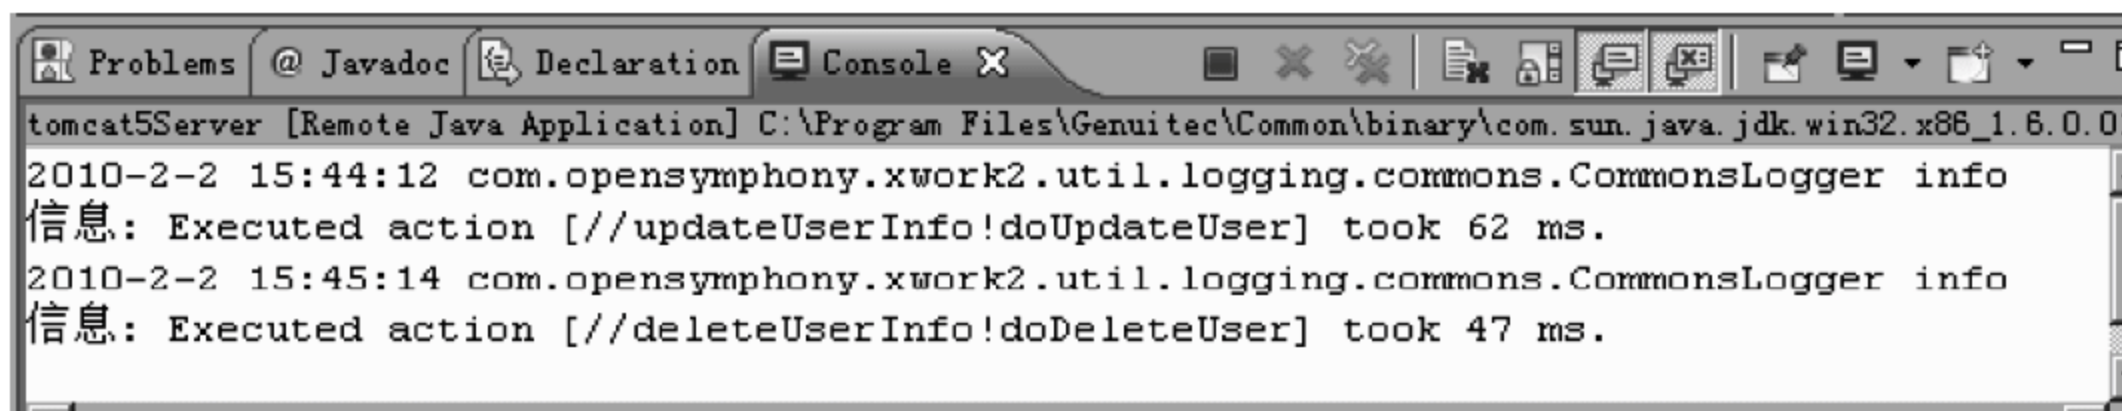 Problems @ Javadoc Declaration Console
tomcat5Server [Remote Java Application] C:\Program Files\Genuitec\Common\binary\com.sun.java.jdk.win32.x86_1.6.0.0
2010-2-2 15:44:12 com.opensymphony.xwork2.util.logging.commons.CommonsLogger info
信息: Executed action [//updateUserInfo!doUpdateUser] took 62 ms.
2010-2-2 15:45:14 com.opensymphony.xwork2.util.logging.commons.CommonsLogger info
信息: Executed action [//deleteUserInfo!doDeleteUser] took 47 ms.